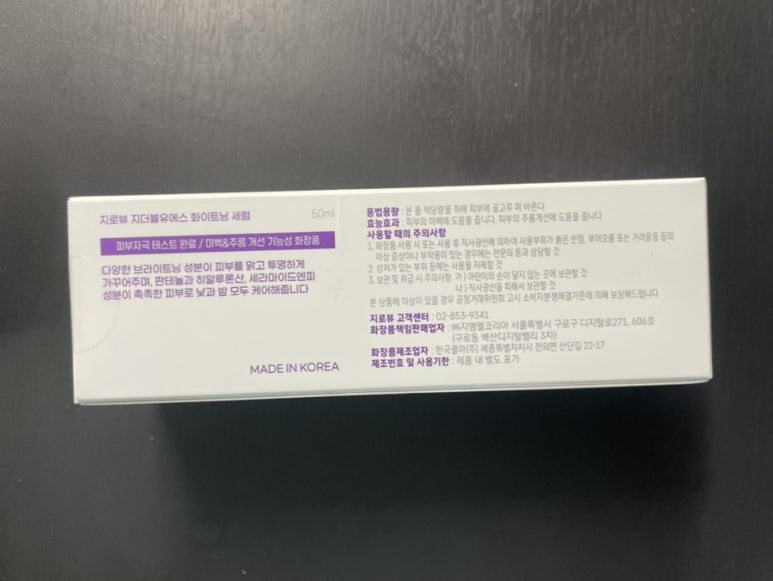 지로뷰 지더블유에스 화이트닝 세럼 50ml
피부자극 테스트 완료 / 미백&주름 개선 기능성 화장품
다양한 브라이트닝 성분이 피부를 맑고 투명하게
가꾸어주며, 판테놀과 히알루론산, 세라마이드엔피
성분이 촉촉한 피부로 낮과 밤 모두 케어해줍니다
MADE IN KOREA
용법용량 : 본 품 적당량을 취해 피부에 골고루 펴 바른다
효능효과 : 피부의 미백에 도움을 줍니다. 피부의 주름개선에 도움을 줍니다
사용할 때의 주의사항
1. 화장품 사용 시 또는 사용 후 직사광선에 의하여 사용부위가 붉은 반점, 부어오름 또는 가려움증 등의
이상 증상이나 부작용이 있는 경우에는 전문의 등과 상담할 것
2. 상처가 있는 부위 등에는 사용을 자제할 것
3. 보관 및 취급 시 주의사항 가) 어린이의 손이 닿지 않는 곳에 보관할 것
나) 직사광선을 피해서 보관할 것
본 상품에 이상이 있을 경우 공정거래위원회 고시 소비자분쟁해결기준에 의해 보상해드립니다
지로뷰 고객센터 : 02-853-9341
화장품책임판매업자 : ㈜지엠엘코리아 서울특별시 구로구 디지털로271, 606호
(구로동 벽산디지털밸리 3차)
화장품제조업자 : 한국콜마(주) 세종특별자치시 전의면 산단길 22-17
제조번호 및 사용기한 : 제품 내 별도 표기